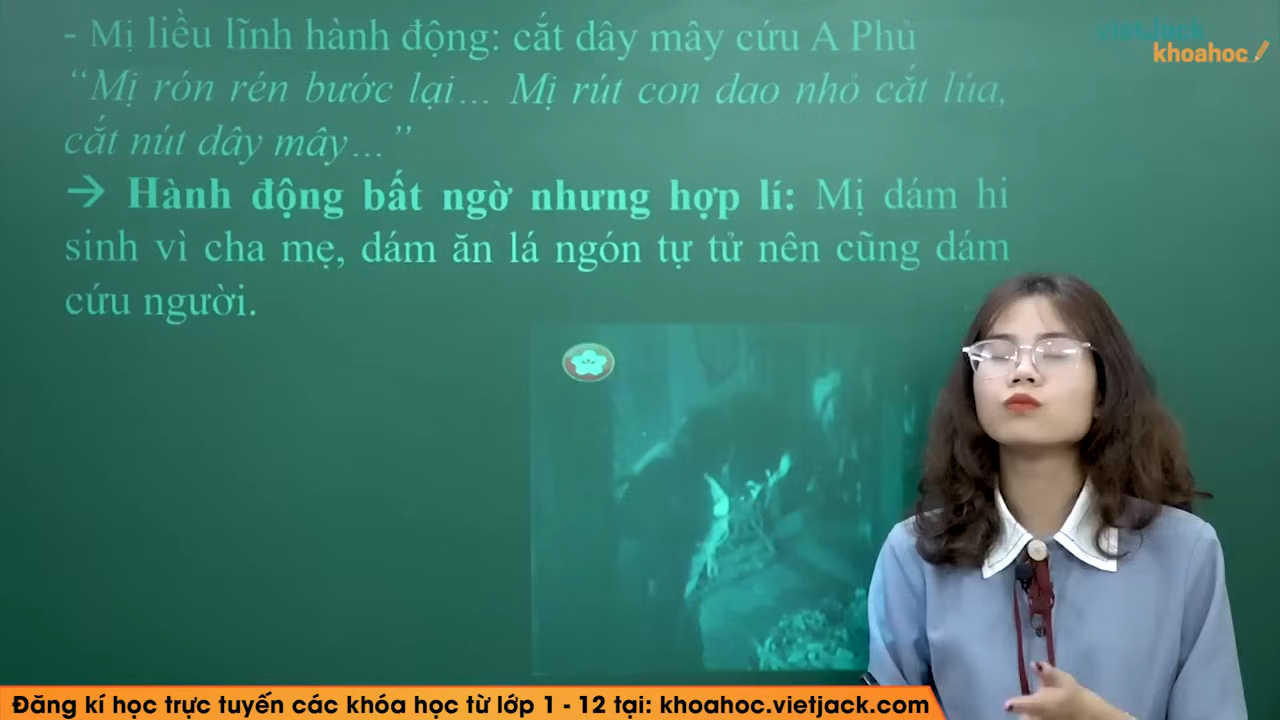 - Mị liều lĩnh hành động: cắt dây mây cứu A Phủ
“Mị rón rén bước lại… Mị rút con dao nhỏ cắt lúa,
cắt nút dây mây…”
→ Hành động bất ngờ nhưng hợp lí: Mị dám hi
sinh vì cha mẹ, dám ăn lá ngón tự tử nên cũng dám
cứu người.
vietjack
khoahoc
Đăng kí học trực tuyến các khóa học từ lớp 1 - 12 tại: khoahoc.vietjack.com